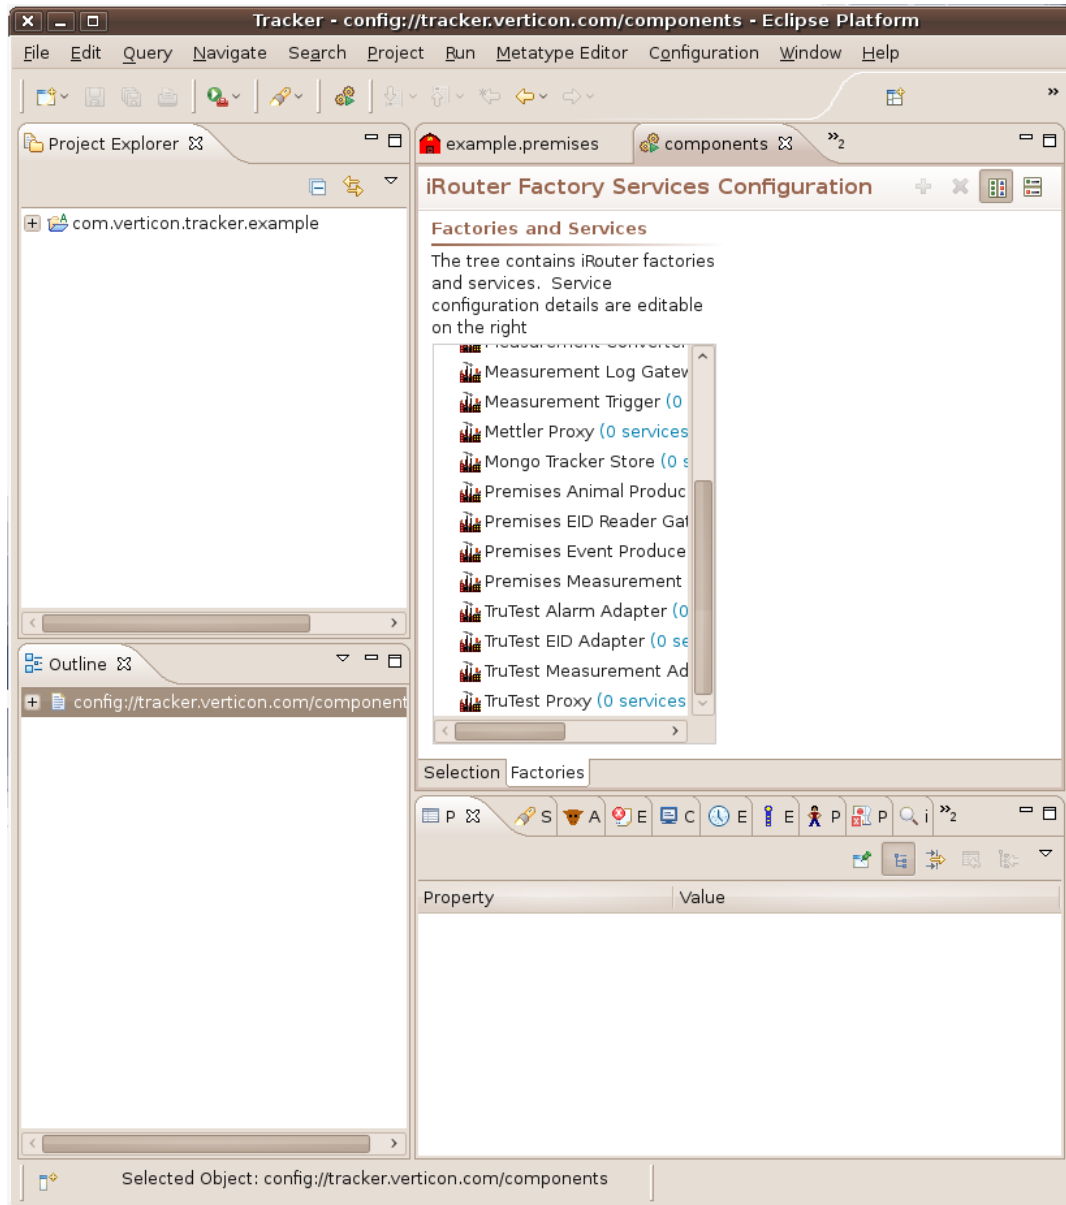 Tracker - config://tracker.verticon.com/components - Eclipse Platform
File Edit Query Navigate Search Project Run Metatype Editor Configuration Window Help
Project Explorer
com.verticon.tracker.example
Outline
config://tracker.verticon.com/component
example.premises components »2
iRouter Factory Services Configuration
Factories and Services
The tree contains iRouter factories
and services. Service
configuration details are editable
on the right
Measurement Converter
Measurement Log Gatew
Measurement Trigger (0
Mettler Proxy (0 services
Mongo Tracker Store (0 s
Premises Animal Produc
Premises EID Reader Gat
Premises Event Produce
Premises Measurement
TruTest Alarm Adapter (0
TruTest EID Adapter (0 se
TruTest Measurement Ad
TruTest Proxy (0 services
Selection Factories
P S A E C E E P P i »2
Property Value
Selected Object: config://tracker.verticon.com/components